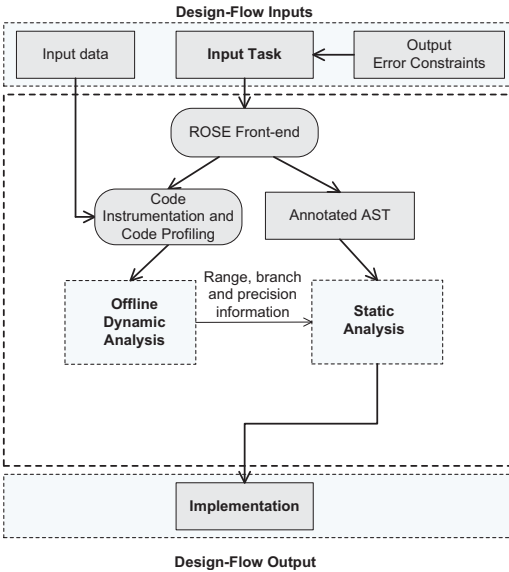 Design-Flow Inputs
Input data
Input Task
Output
Error Constraints
ROSE Front-end
Code
Instrumentation and
Code Profiling
Annotated AST
Range, branch
and precision
information
Offline
Dynamic
Analysis
Static
Analysis
Implementation
Design-Flow Output